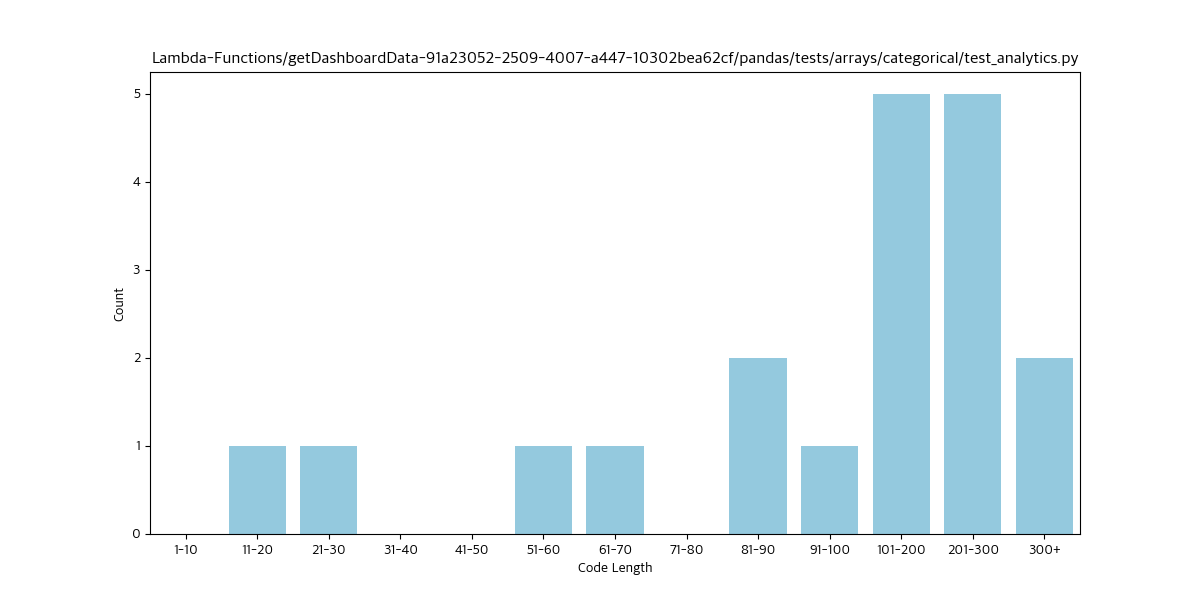 Lambda-Functions/getDashboardData-91a23052-2509-4007-a447-10302bea62cf/pandas/tests/arrays/categorical/test_analytics.py
5
4
3
2
1
0
Count
1-10 11-20 21-30 31-40 41-50 51-60 61-70 71-80 81-90 91-100 101-200 201-300 300+
Code Length